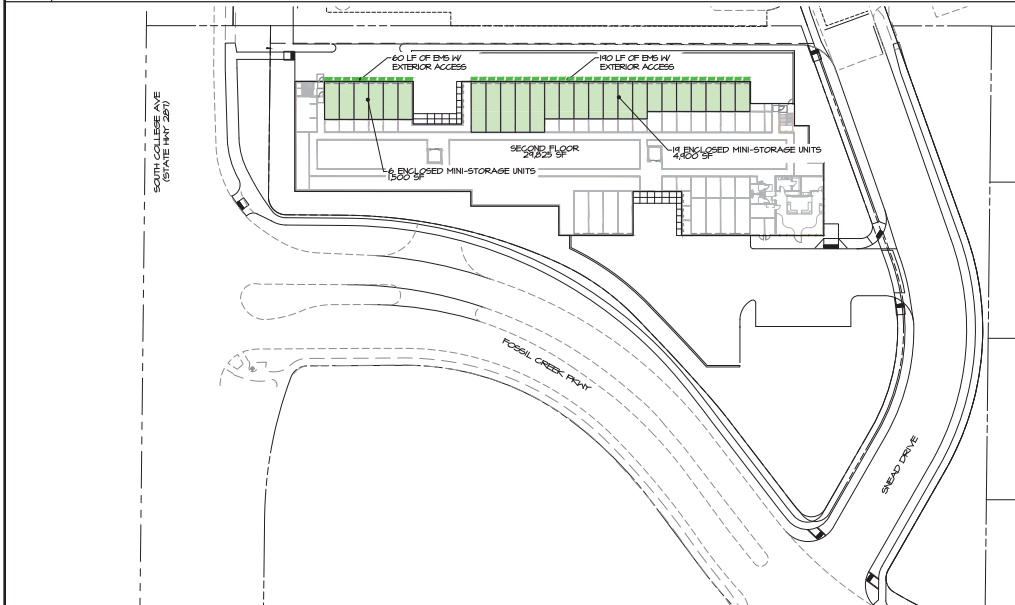 60 LF OF EMS W/
EXTERIOR ACCESS
190 LF OF EMS W/
EXTERIOR ACCESS
SOUTH COLLEGE AVE
(STATE HWY 287)
SECOND FLOOR
29,825 SF
19 ENCLOSED MINI-STORAGE UNITS
4,900 SF
6 ENCLOSED MINI-STORAGE UNITS
1,500 SF
FOSSIL CREEK PKWY
SNEAD DRIVE